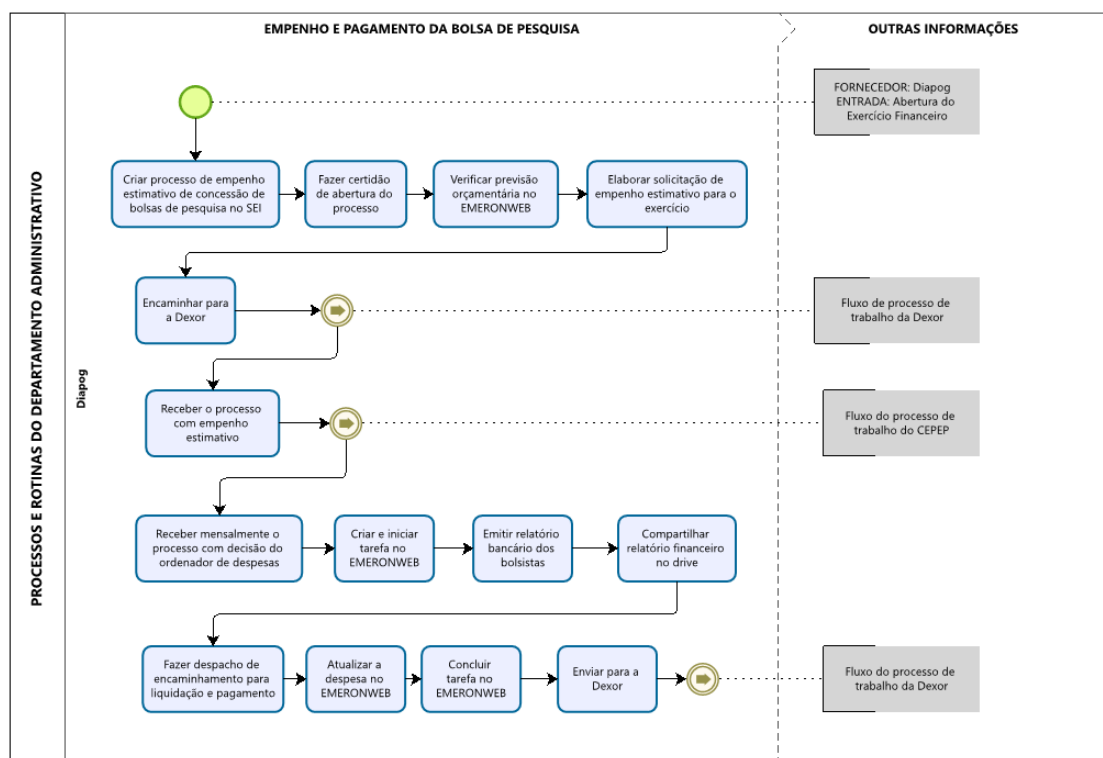 EMPENHO E PAGAMENTO DA BOLSA DE PESQUISA
OUTRAS INFORMAÇÕES
PROCESSOS E ROTINAS DO DEPARTAMENTO ADMINISTRATIVO
Diapog
FORNECEDOR: Diapog
ENTRADA: Abertura do
Exercício Financeiro
Criar processo de empenho
estimativo de concessão de
bolsas de pesquisa no SEI
Fazer certidão
de abertura do
processo
Verificar previsão
orçamentária no
EMERONWEB
Elaborar solicitação de
empenho estimativo para o
exercício
Encaminhar para
a Dexor
Fluxo de processo de
trabalho da Dexor
Receber o processo
com empenho
estimativo
Fluxo do processo de
trabalho do CEPEP
Receber mensalmente o
processo com decisão do
ordenador de despesas
Criar e iniciar
tarefa no
EMERONWEB
Emitir relatório
bancário dos
bolsistas
Compartilhar
relatório financeiro
no drive
Fazer despacho de
encaminhamento para
liquidação e pagamento
Atualizar a
despesa no
EMERONWEB
Concluir
tarefa no
EMERONWEB
Enviar para a
Dexor
Fluxo do processo de
trabalho da Dexor